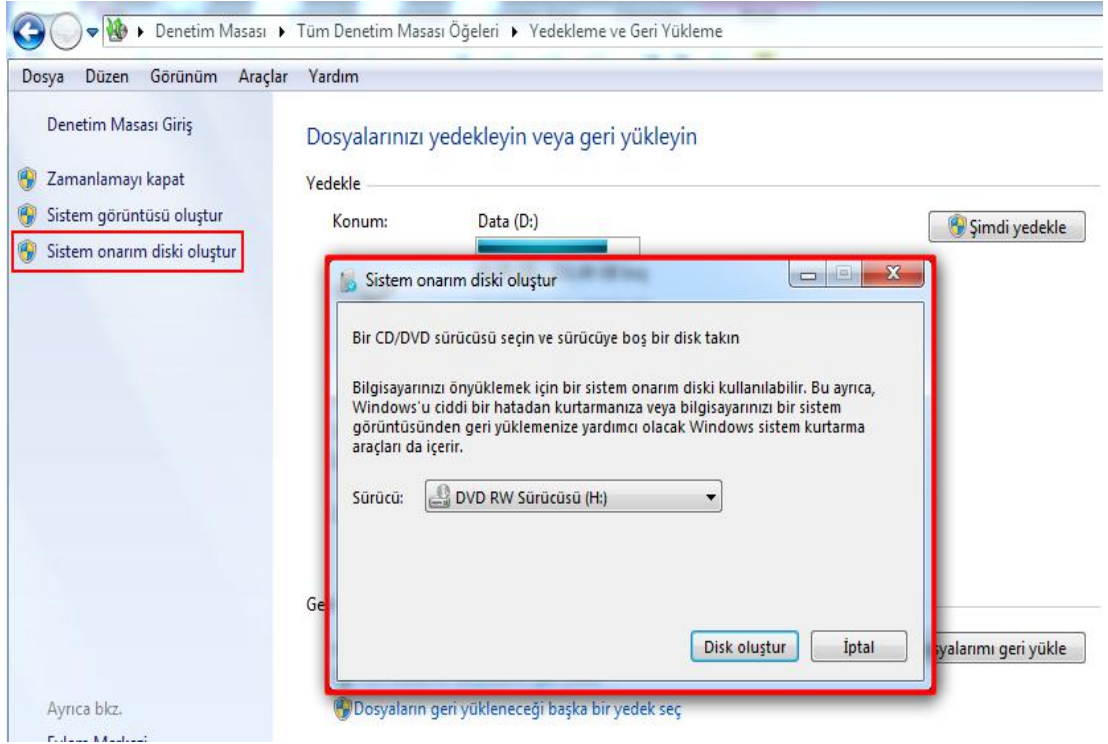 Denetim Masası Tüm Denetim Masası Öğeleri Yedekleme ve Geri Yükleme
Dosya Düzen Görünüm Araçlar Yardım
Denetim Masası Giriş
Zamanlamayı kapat
Sistem görüntüsü oluştur
Sistem onarım diski oluştur
Ayrıca bkz.
Dosyalarınızı yedekleyin veya geri yükleyin
Yedekle
Konum: Data (D:)
Şimdi yedekle
Sistem onarım diski oluştur
Bir CD/DVD sürücüsü seçin ve sürücüye boş bir disk takın
Bilgisayarınızı önyüklemek için bir sistem onarım diski kullanılabilir. Bu ayrıca,
Windows'u ciddi bir hatadan kurtarmanıza veya bilgisayarınızı bir sistem
görüntüsünden geri yüklemenize yardımcı olacak Windows sistem kurtarma
araçları da içerir.
Sürücü: DVD RW Sürücüsü (H:)
Disk oluştur İptal
Ge
syalarımı geri yükle
Dosyaların geri yükleneceği başka bir yedek seç